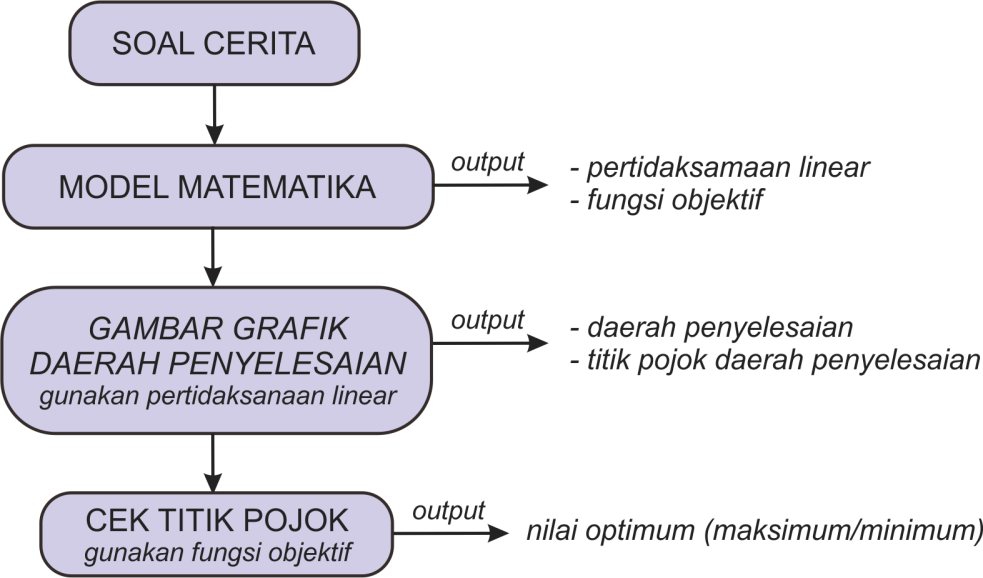 SOAL CERITA
MODEL MATEMATIKA
output
- pertidaksamaan linear
- fungsi objektif
GAMBAR GRAFIK
DAERAH PENYELESAIAN
gunakan pertidaksanaan linear
output
- daerah penyelesaian
- titik pojok daerah penyelesaian
CEK TITIK POJOK
gunakan fungsi objektif
output
nilai optimum (maksimum/minimum)